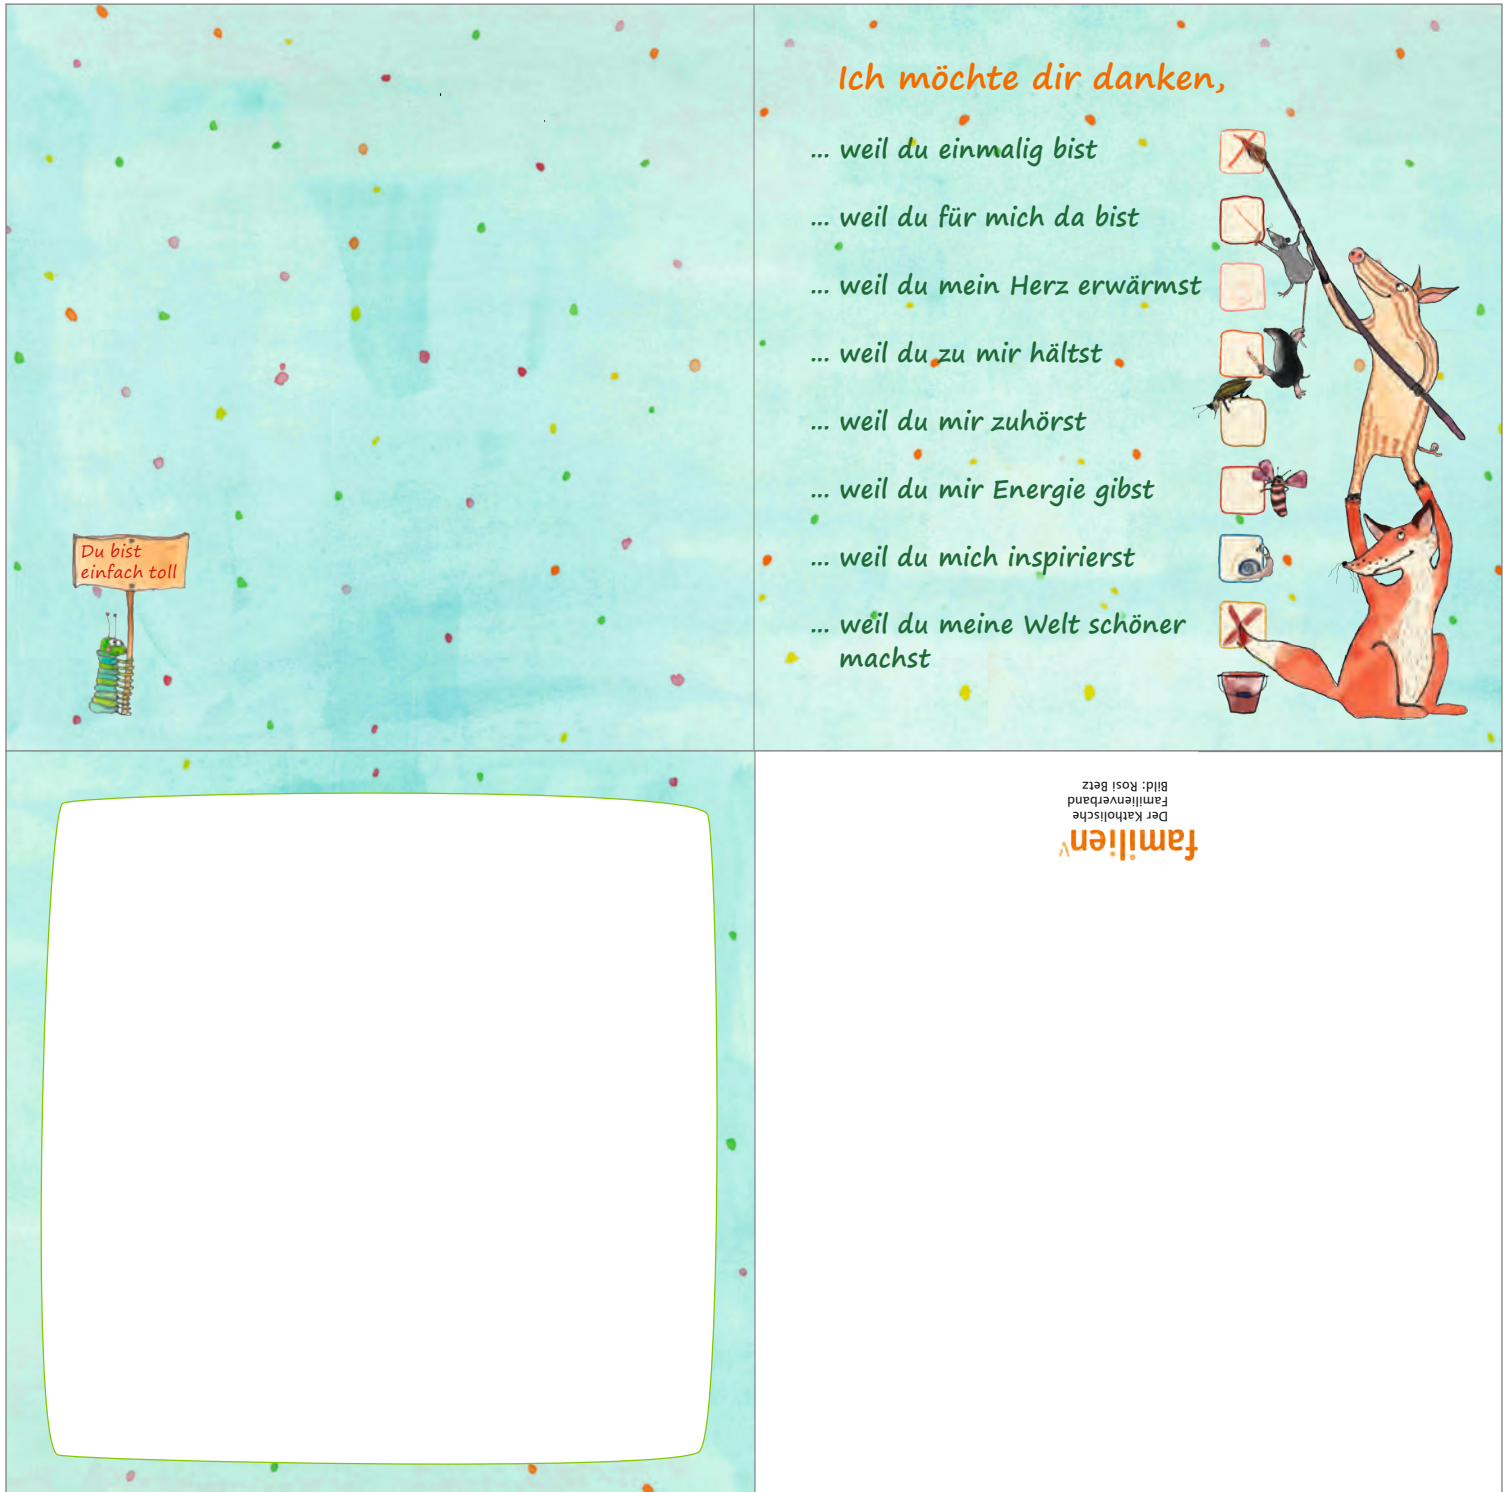 Du bist
einfach toll
Ich möchte dir danken,
... weil du einmalig bist
... weil du für mich da bist
... weil du mein Herz erwärmst
... weil du zu mir hältst
... weil du mir zuhörst
... weil du mir Energie gibst
... weil du mich inspirierst
... weil du meine Welt schöner
machst
familien
Der Katholische
Familienverband
Bild: Rosi Betz